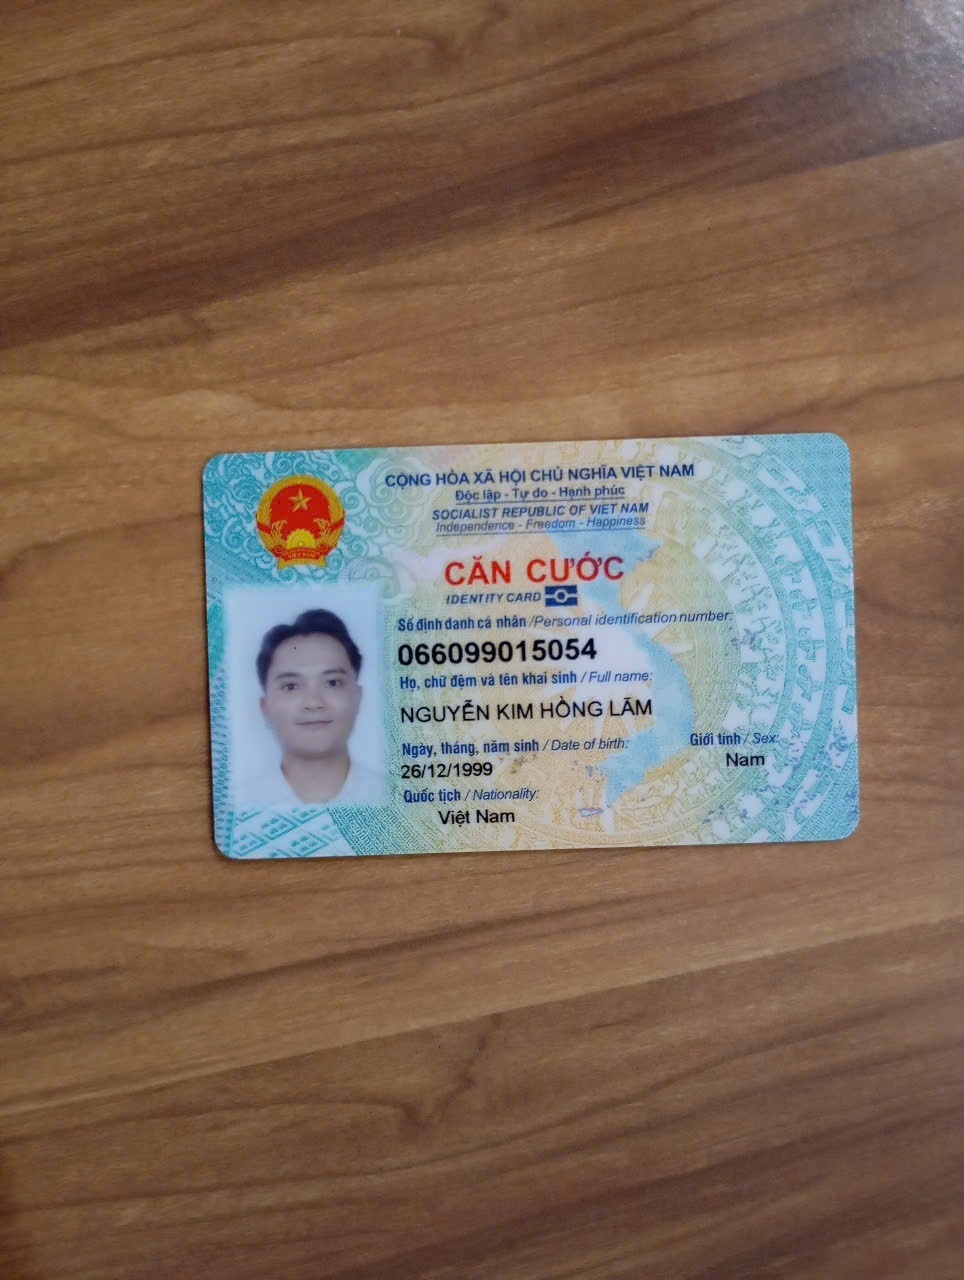 CỘNG HÒA XÃ HỘI CHỦ NGHĨA VIỆT NAM
Độc lập - Tự do - Hạnh phúc
SOCIALIST REPUBLIC OF VIET NAM
Independence - Freedom - Happiness
VIỆT NAM
CĂN CƯỚC
IDENTITY CARD
Số định danh cá nhân / Personal identification number:
066099015054
Họ, chữ đệm và tên khai sinh / Full name:
NGUYỄN KIM HỒNG LÃM
Ngày, tháng, năm sinh / Date of birth:
26/12/1999
Giới tính / Sex:
Nam
Quốc tịch / Nationality:
Việt Nam